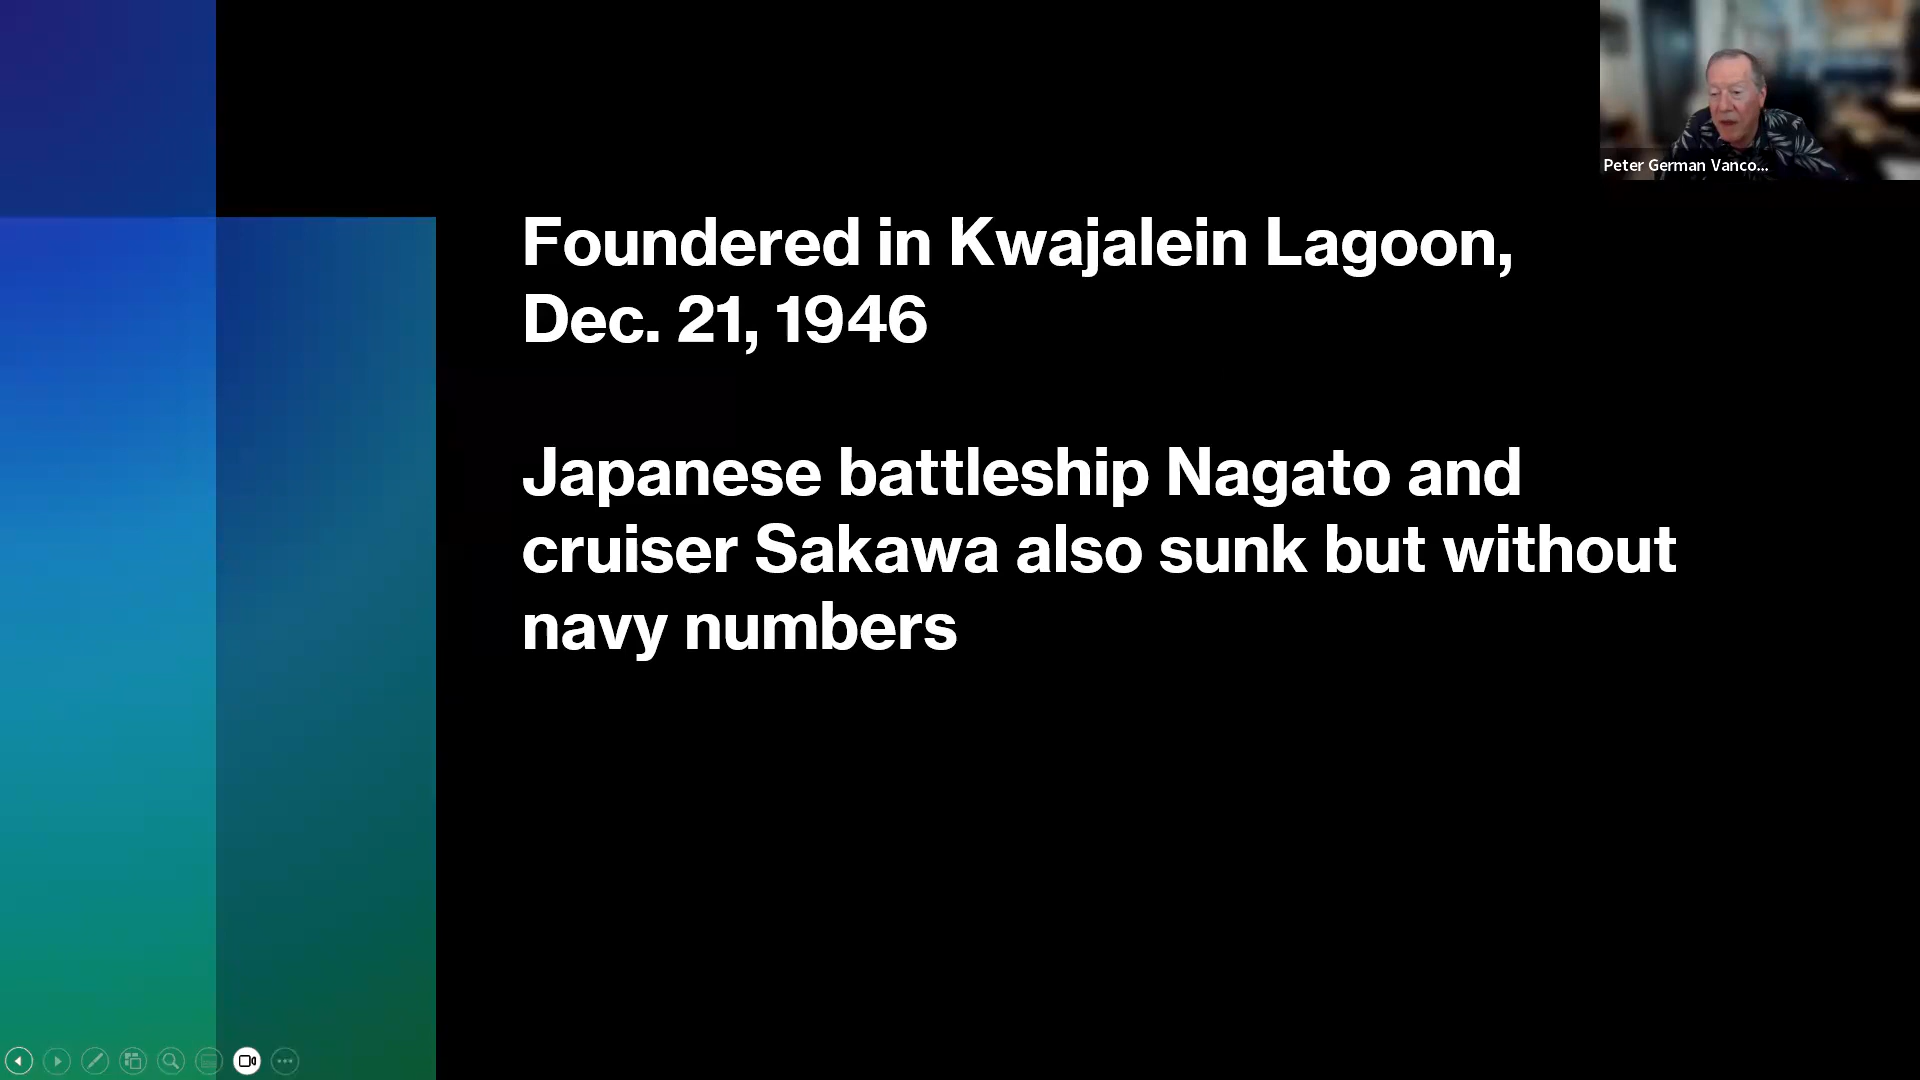 Peter German Vanco...
Foundered in Kwajalein Lagoon,
Dec. 21, 1946
Japanese battleship Nagato and
cruiser Sakawa also sunk but without
navy numbers